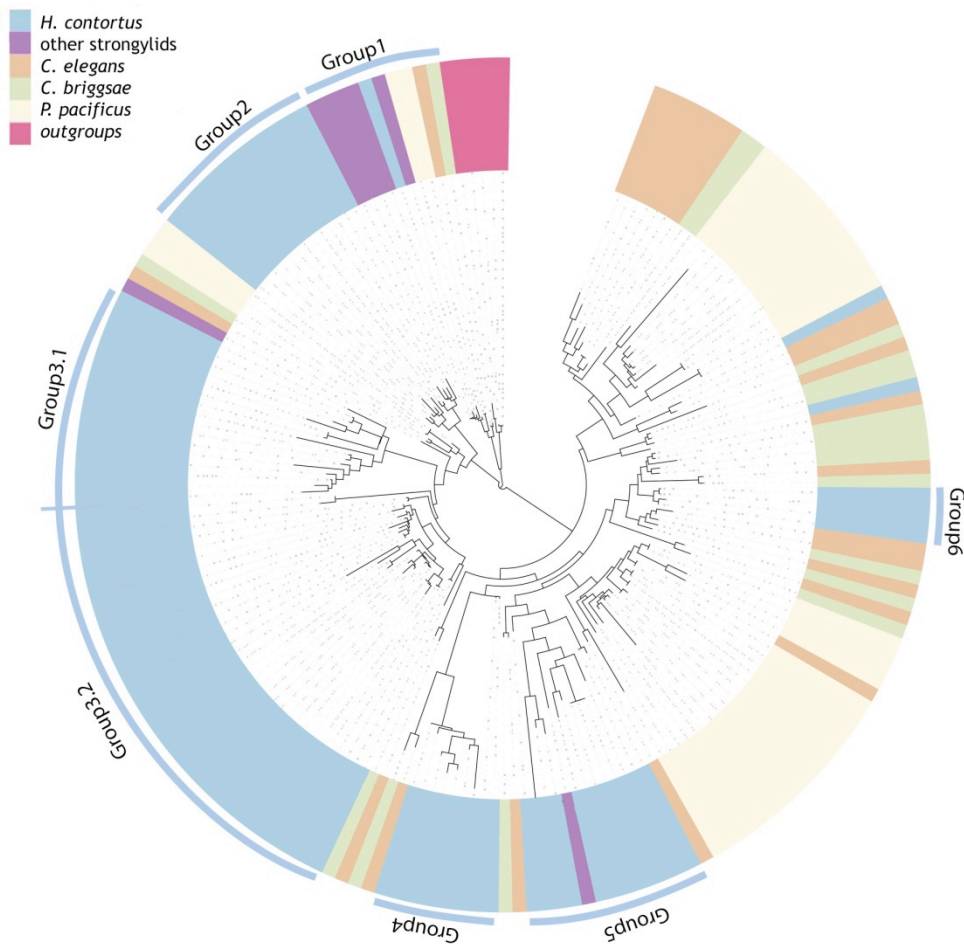 H. contortus
other strongylids
C. elegans
C. briggsae
P. pacificus
outgroups
Group1
Group2
Group3.1
Group3.2
Group4
Group5
Group6